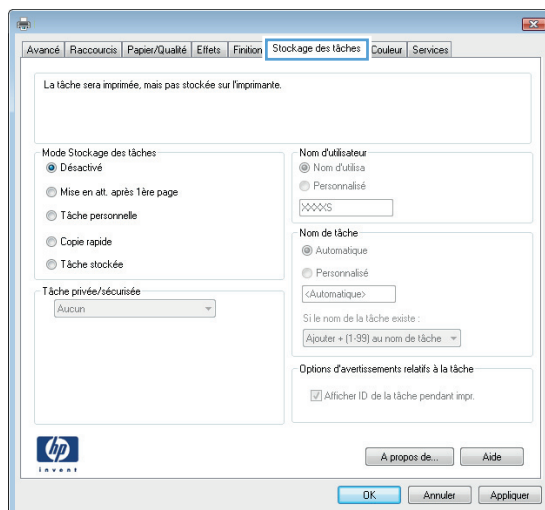 Avancé Raccourcis Papier/Qualité Effets Finition Stockage des tâches Couleur Services
La tâche sera imprimée, mais pas stockée sur l'imprimante.
Mode Stockage des tâches
Désactivé
Mise en att. après 1ère page
Tâche personnelle
Copie rapide
Tâche stockée
Tâche privée/sécurisée
Aucun
Nom d'utilisateur
Nom d'utilisa
Personnalisé
XXXXS
Nom de tâche
Automatique
Personnalisé
<Automatique>
Si le nom de la tâche existe :
Ajouter + (1-99) au nom de tâche
Options d'avertissements relatifs à la tâche
Afficher ID de la tâche pendant impr.
hp
invent
A propos de... Aide
OK Annuler Appliquer